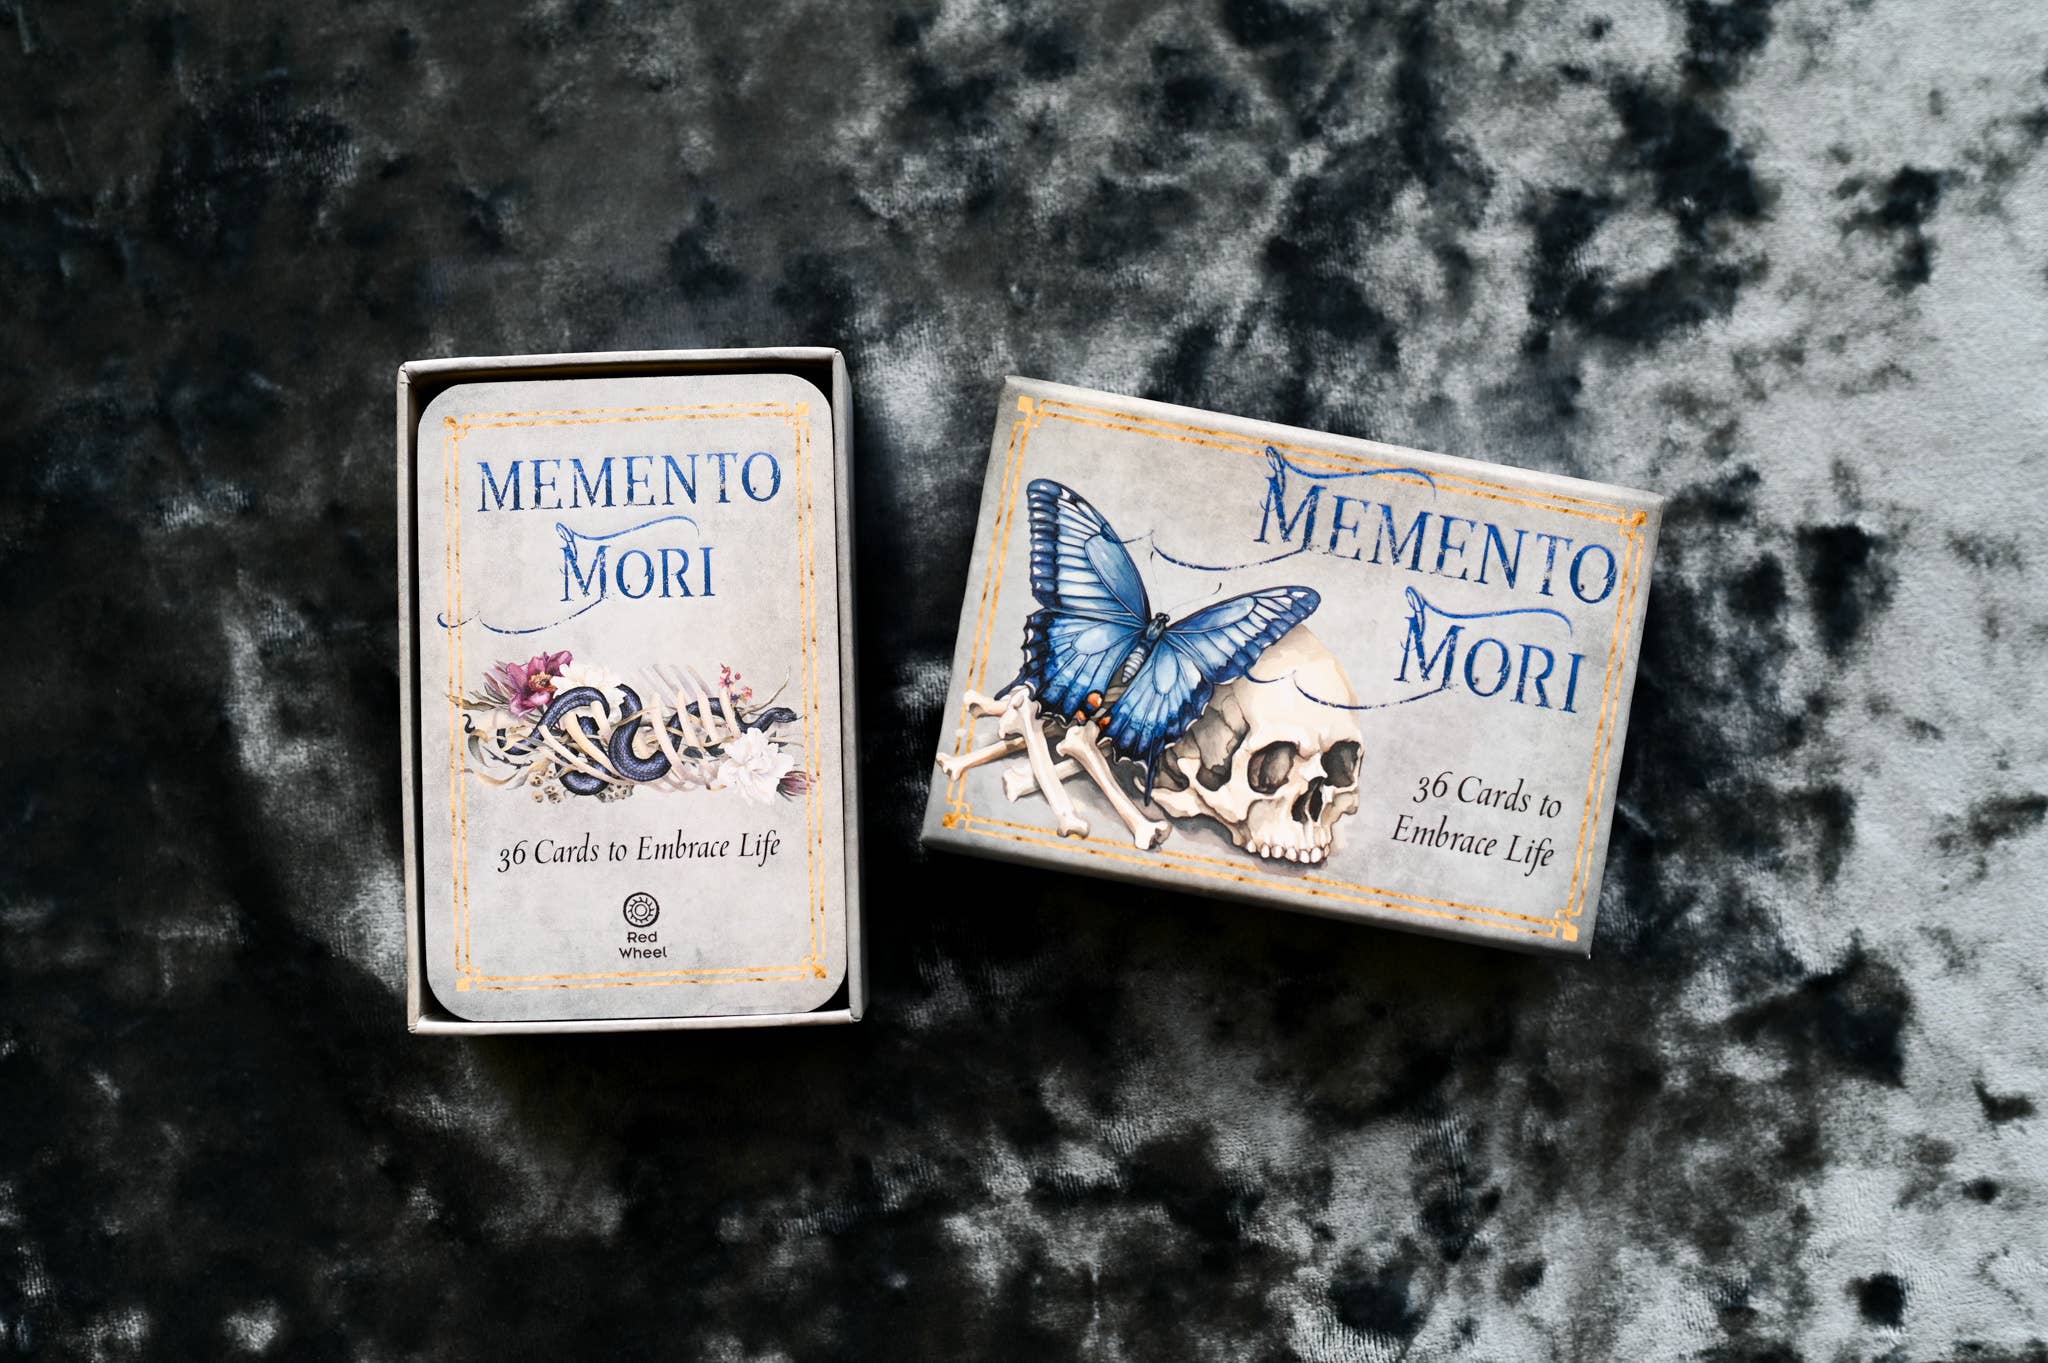 MEMENTO
MORI
36 Cards to Embrace Life
Red
Wheel
MEMENTO
MORI
36 Cards to
Embrace Life